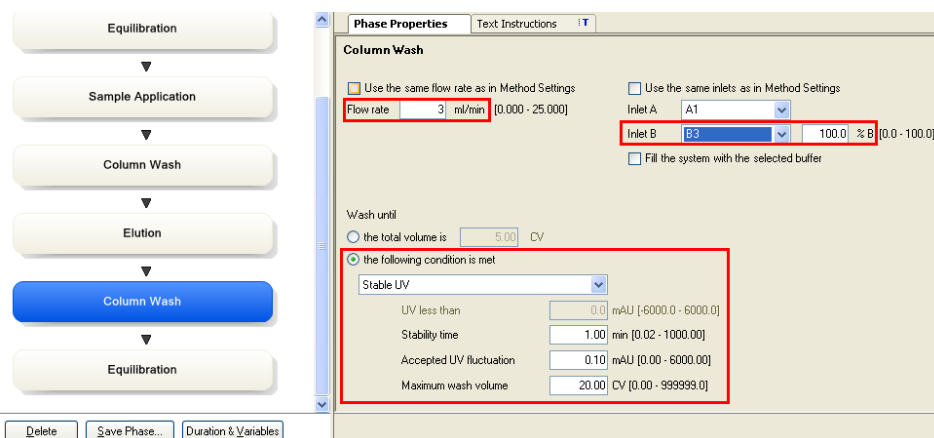 Equilibration
Sample Application
Column Wash
Elution
Column Wash
Equilibration
Delete Save Phase... Duration & Variables
Phase Properties Text Instructions T
Column Wash
Use the same flow rate as in Method Settings
Flow rate 3 ml/min [0.000 - 25.000]
Use the same inlets as in Method Settings
Inlet A A1
Inlet B B3 100.0 % B [0.0 - 100.0]
Fill the system with the selected buffer
Wash until
the total volume is 5.00 CV
the following condition is met
Stable UV
UV less than 0.0 mAU [-6000.0 - 6000.0]
Stability time 1.00 min [0.02 - 1000.00]
Accepted UV fluctuation 0.10 mAU [0.00 - 6000.00]
Maximum wash volume 20.00 CV [0.00 - 999999.0]